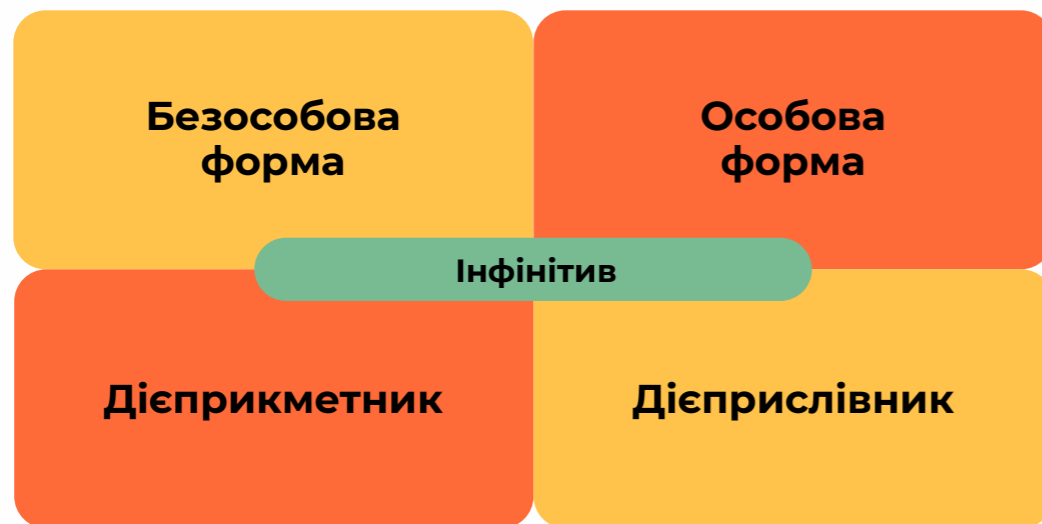 Безособова
форма
Особова
форма
Інфінітив
Дієприкметник
Дієприслівник